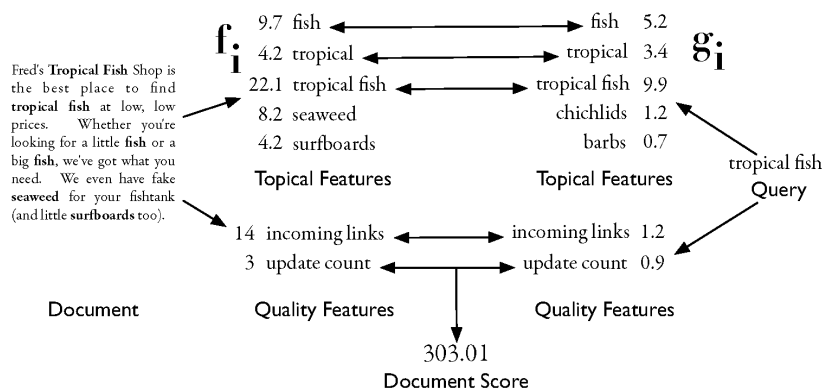 f i
9.7 fish
4.2 tropical
22.1 tropical fish
8.2 seaweed
4.2 surfboards
Topical Features
fish 5.2
tropical 3.4
tropical fish 9.9
chichlids 1.2
barbs 0.7
Topical Features
g i
Fred's Tropical Fish Shop is
the best place to find
tropical fish at low, low
prices. Whether you're
looking for a little fish or a
big fish, we've got what you
need. We even have fake
seaweed for your fishtank
(and little surfboards too).
tropical fish
Query
14 incoming links
3 update count
incoming links 1.2
update count 0.9
Document
Quality Features
Quality Features
303.01
Document Score